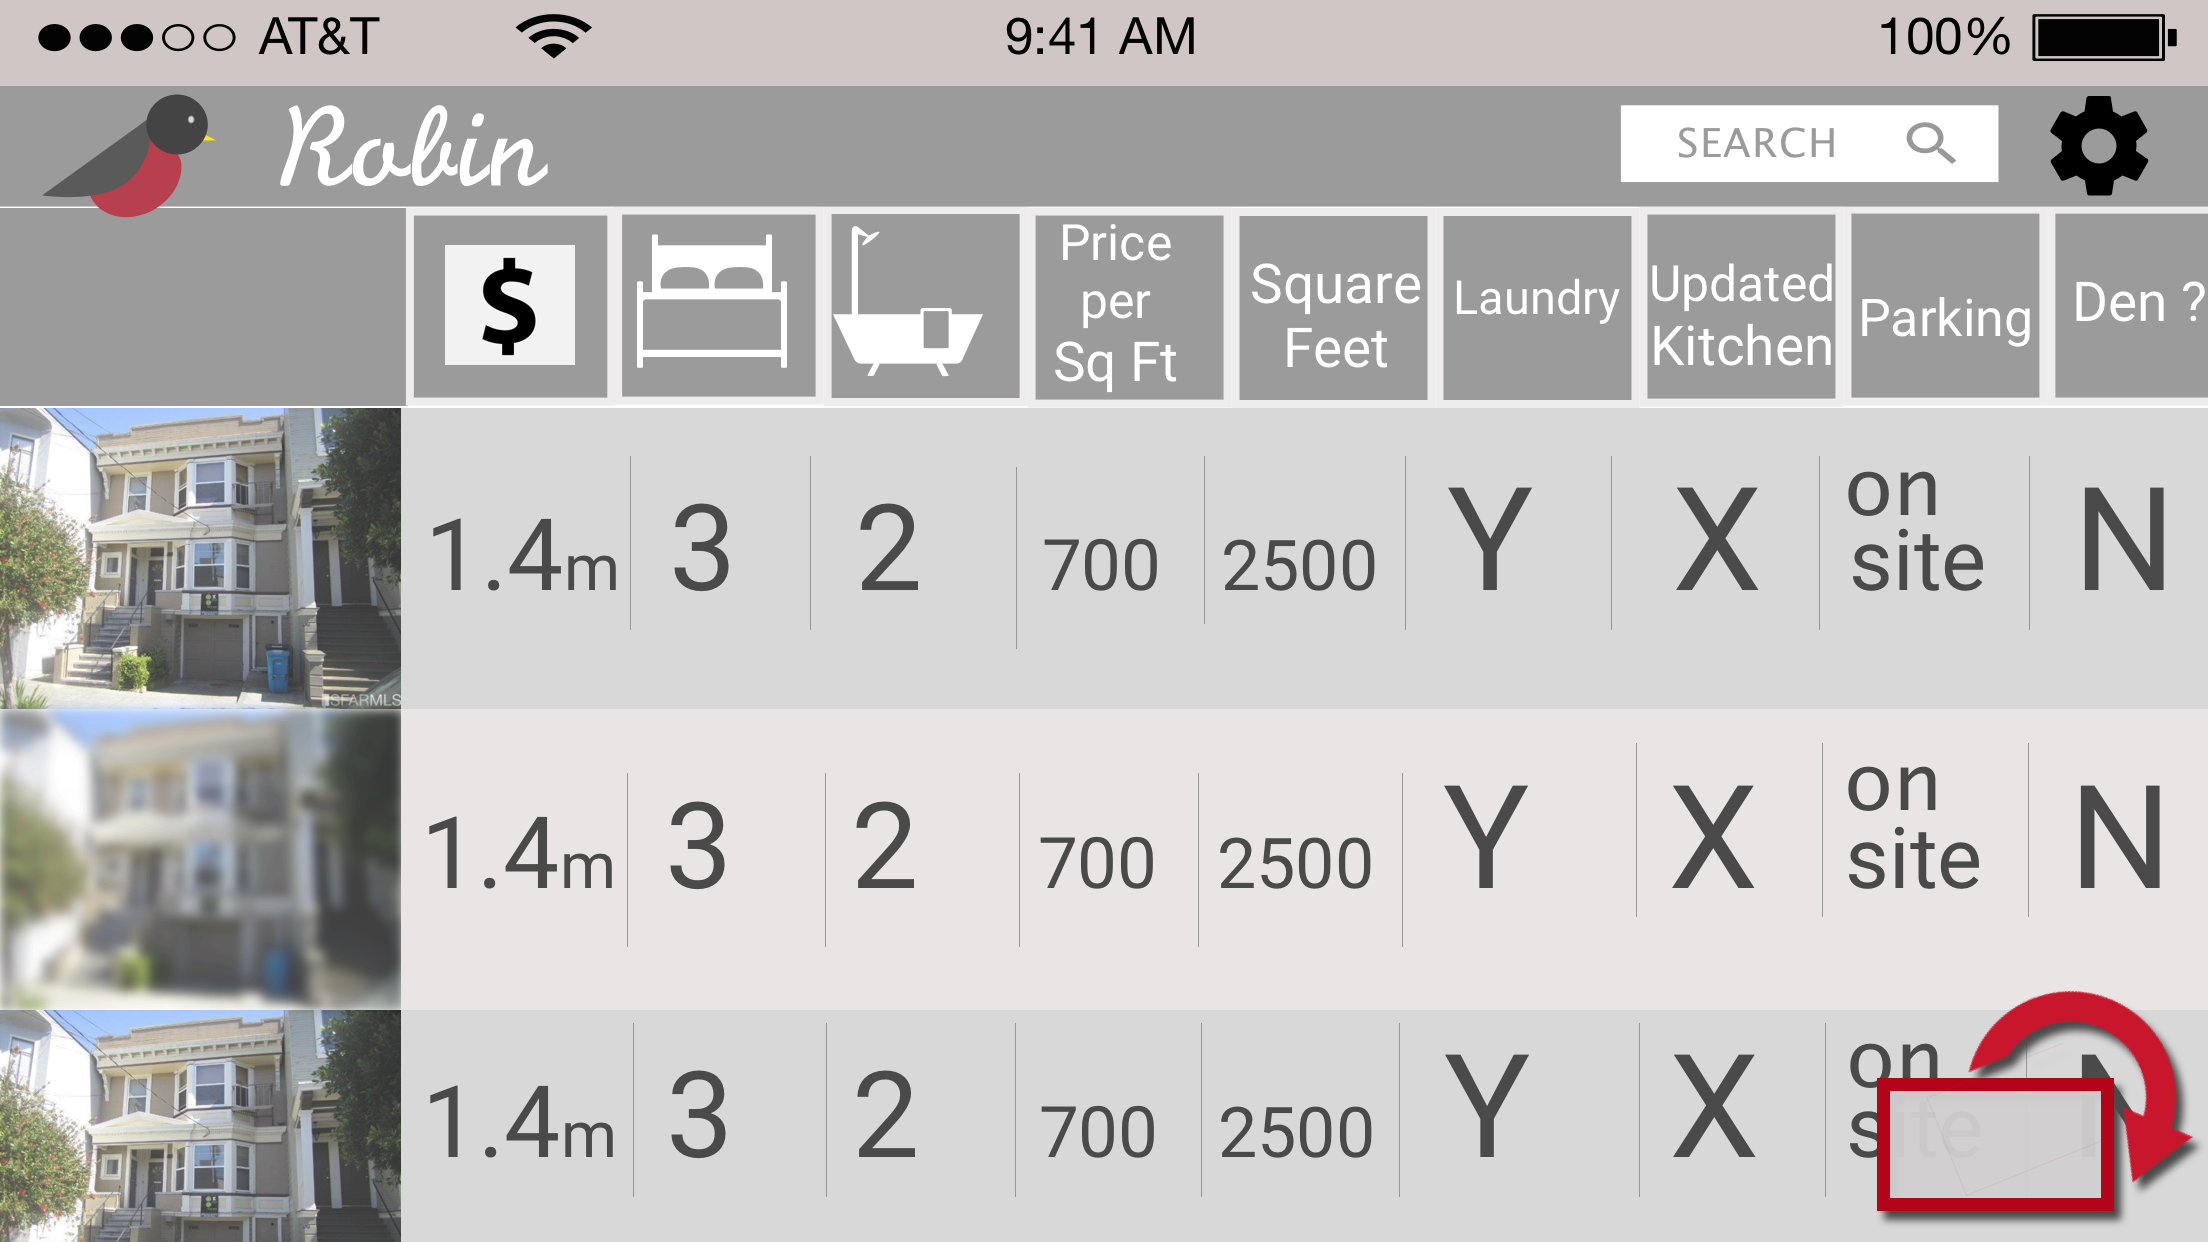 AT&T 9:41 AM 100%
Robin SEARCH
$ Price per Sq Ft Square Feet Laundry Updated Kitchen Parking Den ?
1.4m 3 2 700 2500 Y X on site N
SFARMLS
1.4m 3 2 700 2500 Y X on site N
1.4m 3 2 700 2500 Y X on site N